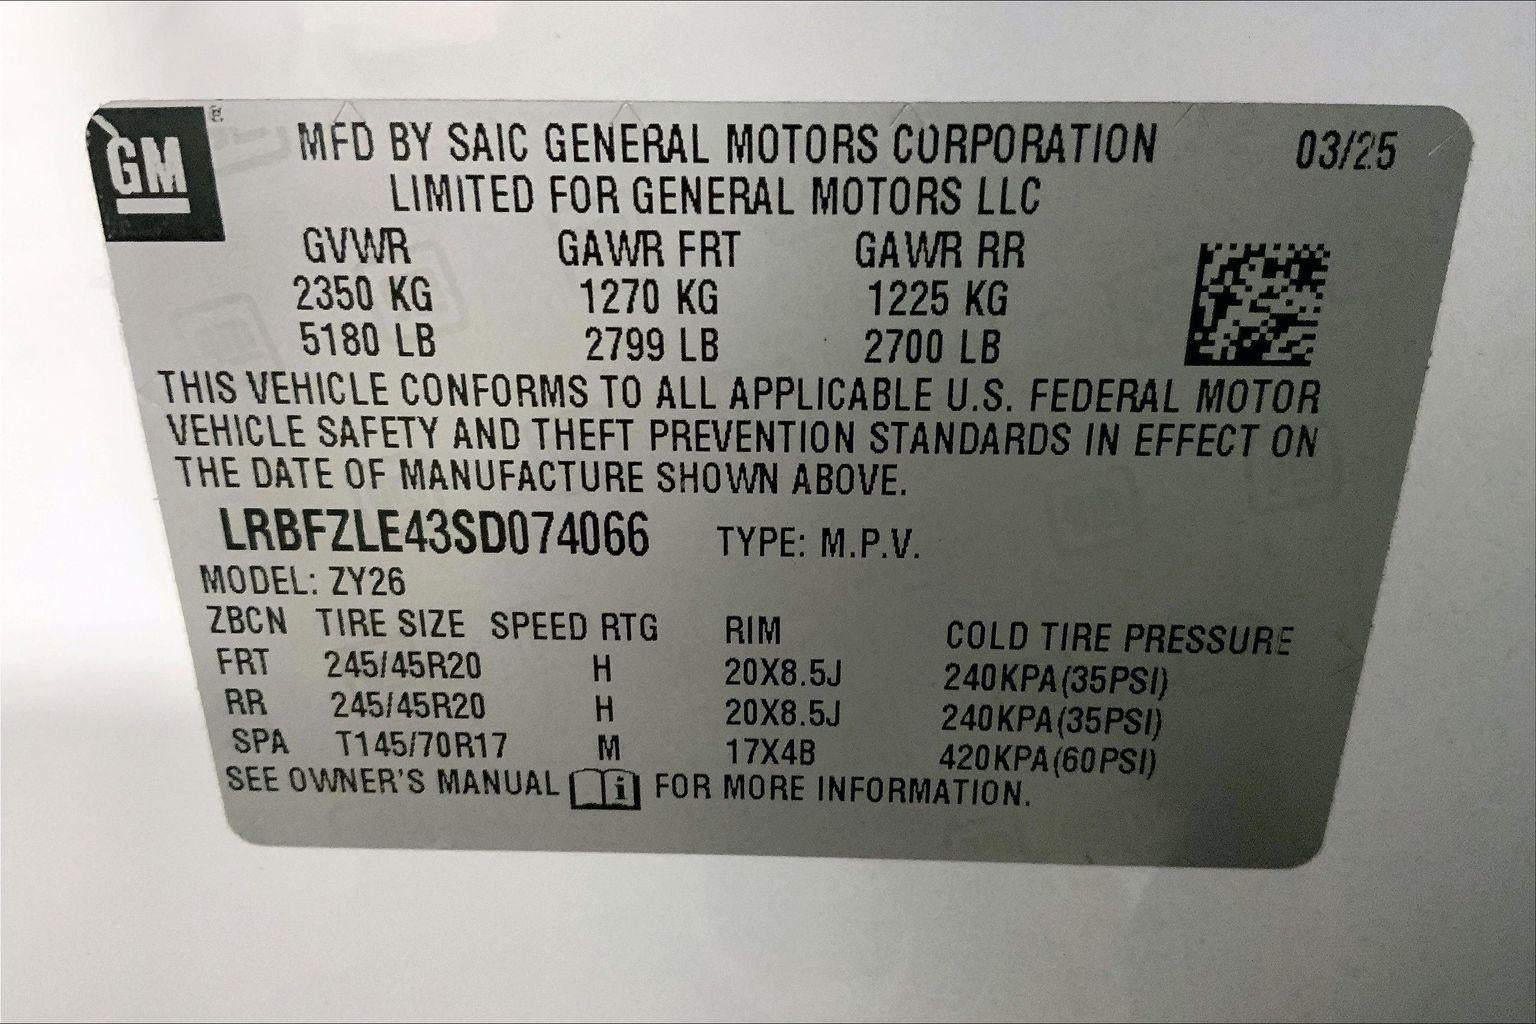 GM
MFD BY SAIC GENERAL MOTORS CORPORATION 03/25
LIMITED FOR GENERAL MOTORS LLC
GVWR GAWR FRT GAWR RR
2350 KG 1270 KG 1225 KG
5180 LB 2799 LB 2700 LB
THIS VEHICLE CONFORMS TO ALL APPLICABLE U.S. FEDERAL MOTOR
VEHICLE SAFETY AND THEFT PREVENTION STANDARDS IN EFFECT ON
THE DATE OF MANUFACTURE SHOWN ABOVE.
LRBFZLE43SD074066 TYPE: M.P.V.
MODEL: ZY26
ZBCN TIRE SIZE SPEED RTG RIM COLD TIRE PRESSURE
FRT 245/45R20 H 20X8.5J 240KPA(35PSI)
RR 245/45R20 H 20X8.5J 240KPA(35PSI)
SPA T145/70R17 M 17X4B 420KPA(60PSI)
SEE OWNER'S MANUAL i FOR MORE INFORMATION.